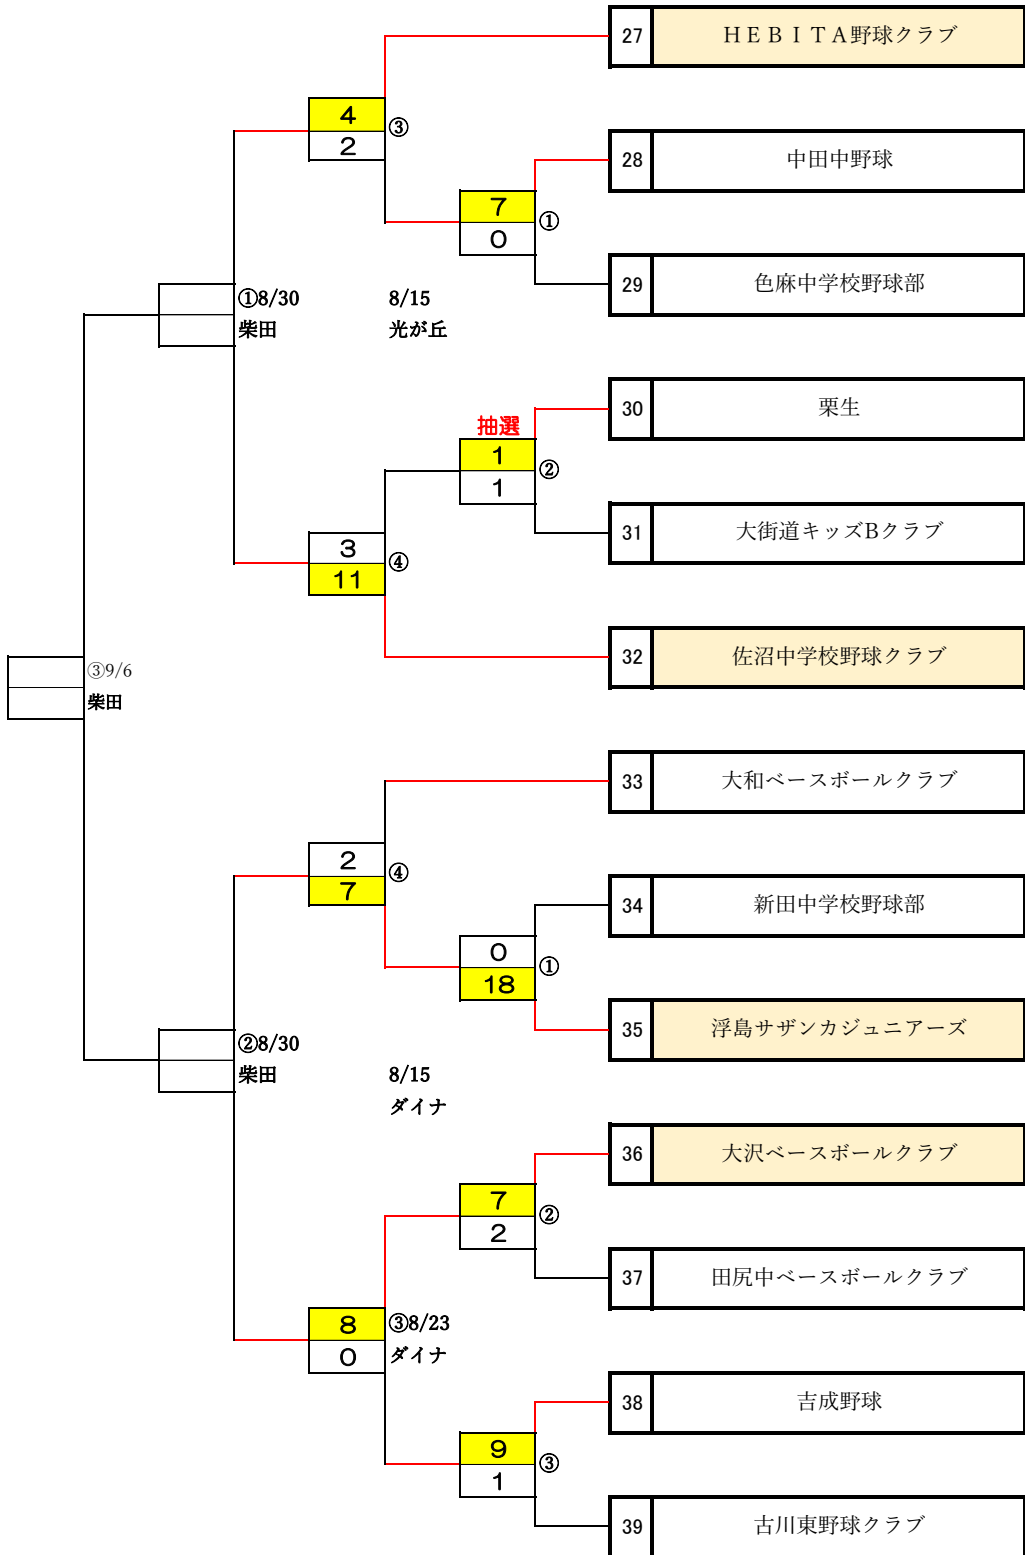 27 ＨＥＢＩＴＡ野球クラブ
4 ③
2
28 中田中野球
7 ①
0
29 色麻中学校野球部
①8/30 8/15
柴田 光が丘
30 栗生
抽選
1 ②
1
31 大街道キッズBクラブ
3 ④
11
32 佐沼中学校野球クラブ
③9/6
柴田
33 大和ベースボールクラブ
2 ④
7
34 新田中学校野球部
0 ①
18
35 浮島サザンカジュニアーズ
②8/30 8/15
柴田 ダイナ
36 大沢ベースボールクラブ
7 ②
2
37 田尻中ベースボールクラブ
8 ③8/23
0 ダイナ
38 吉成野球
9 ③
1
39 古川東野球クラブ